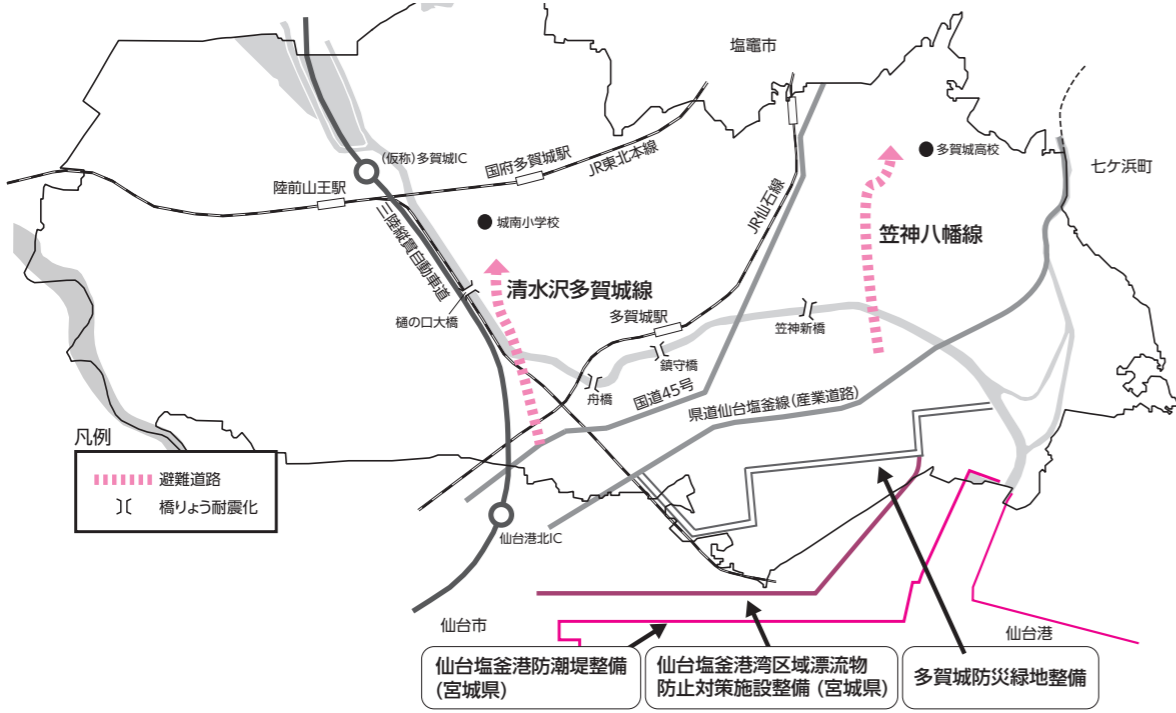 塩竈市
(仮称)多賀城IC
国府多賀城駅
JR東北本線
多賀城高校
七ケ浜町
陸前山王駅
城南小学校
JR仙石線
三陸縦貫自動車道
笠神八幡線
清水沢多賀城線
樋の口大橋
多賀城駅
笠神新橋
鎮守橋
舟橋
国道45号
県道仙台塩釜線(産業道路)
凡例
避難道路
橋りょう耐震化
仙台港北IC
仙台市
仙台港
仙台塩釜港防潮堤整備
(宮城県)
仙台塩釜港湾区域漂流物
防止対策施設整備 (宮城県)
多賀城防災緑地整備